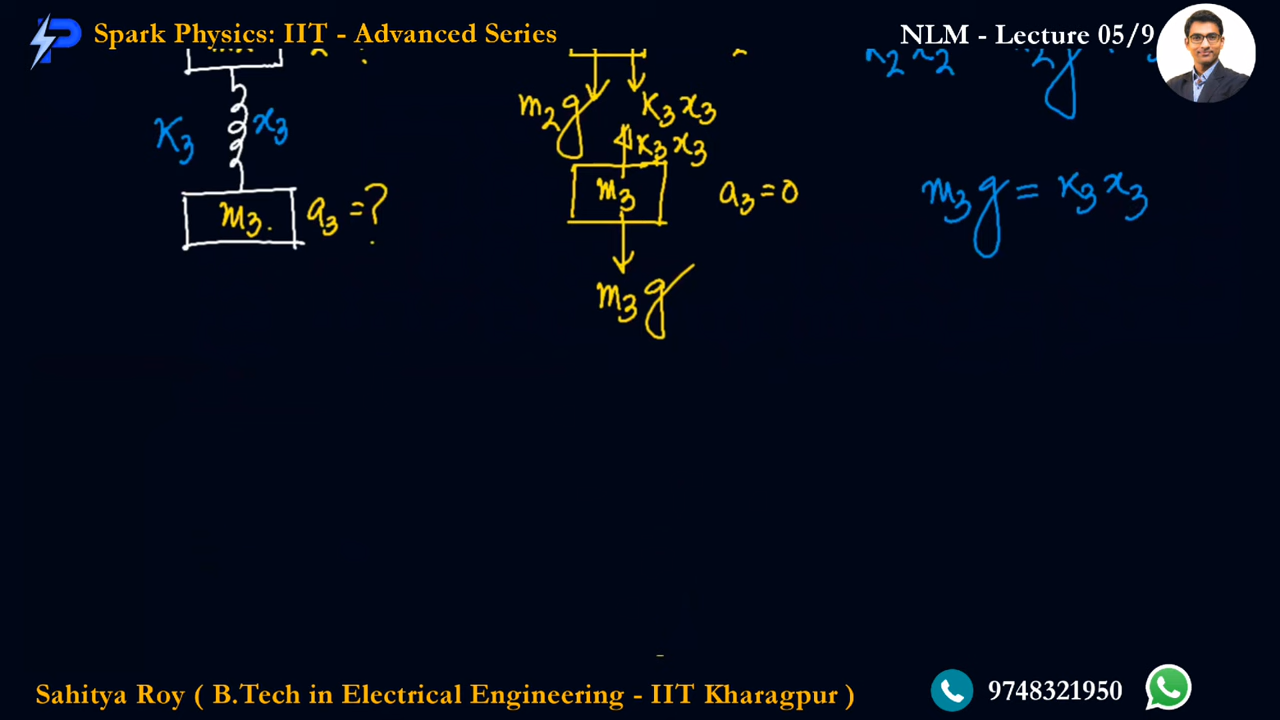 Spark Physics: IIT - Advanced Series
NLM - Lecture 05/9
K3 x3
m3. a3 = ?
m2g K3x3
K3x3
m3 a3 = 0
m3g
m3g = K3x3
Sahitya Roy ( B.Tech in Electrical Engineering - IIT Kharagpur )
9748321950